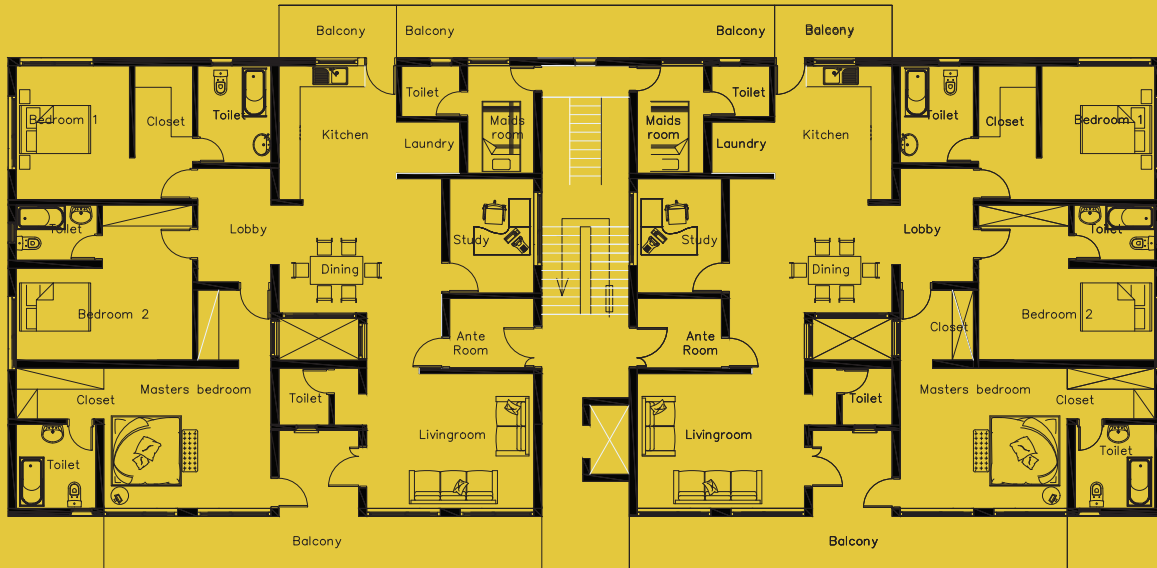 Balcony
Balcony
Balcony
Balcony
Bedroom 1
Closet
Toilet
Kitchen
Toilet
Laundry
Maids
room
Maids
room
Toilet
Laundry
Kitchen
Toilet
Closet
Bedroom 1
Toilet
Lobby
Study
Study
Lobby
Toilet
Dining
Dining
Bedroom 2
Ante
Room
Ante
Room
Closet
Bedroom 2
Masters bedroom
Closet
Toilet
Livingroom
Livingroom
Toilet
Masters bedroom
Closet
Toilet
Toilet
Balcony
Balcony